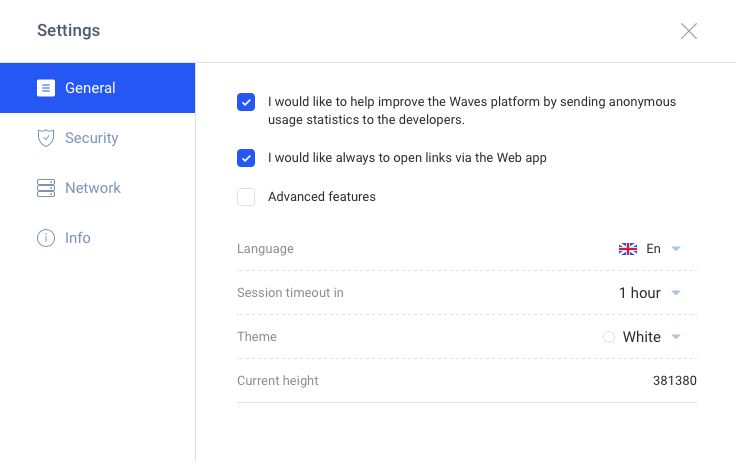 Settings
General
Security
Network
Info
I would like to help improve the Waves platform by sending anonymous
usage statistics to the developers.
I would like always to open links via the Web app
Advanced features
Language En
Session timeout in 1 hour
Theme White
Current height 381380